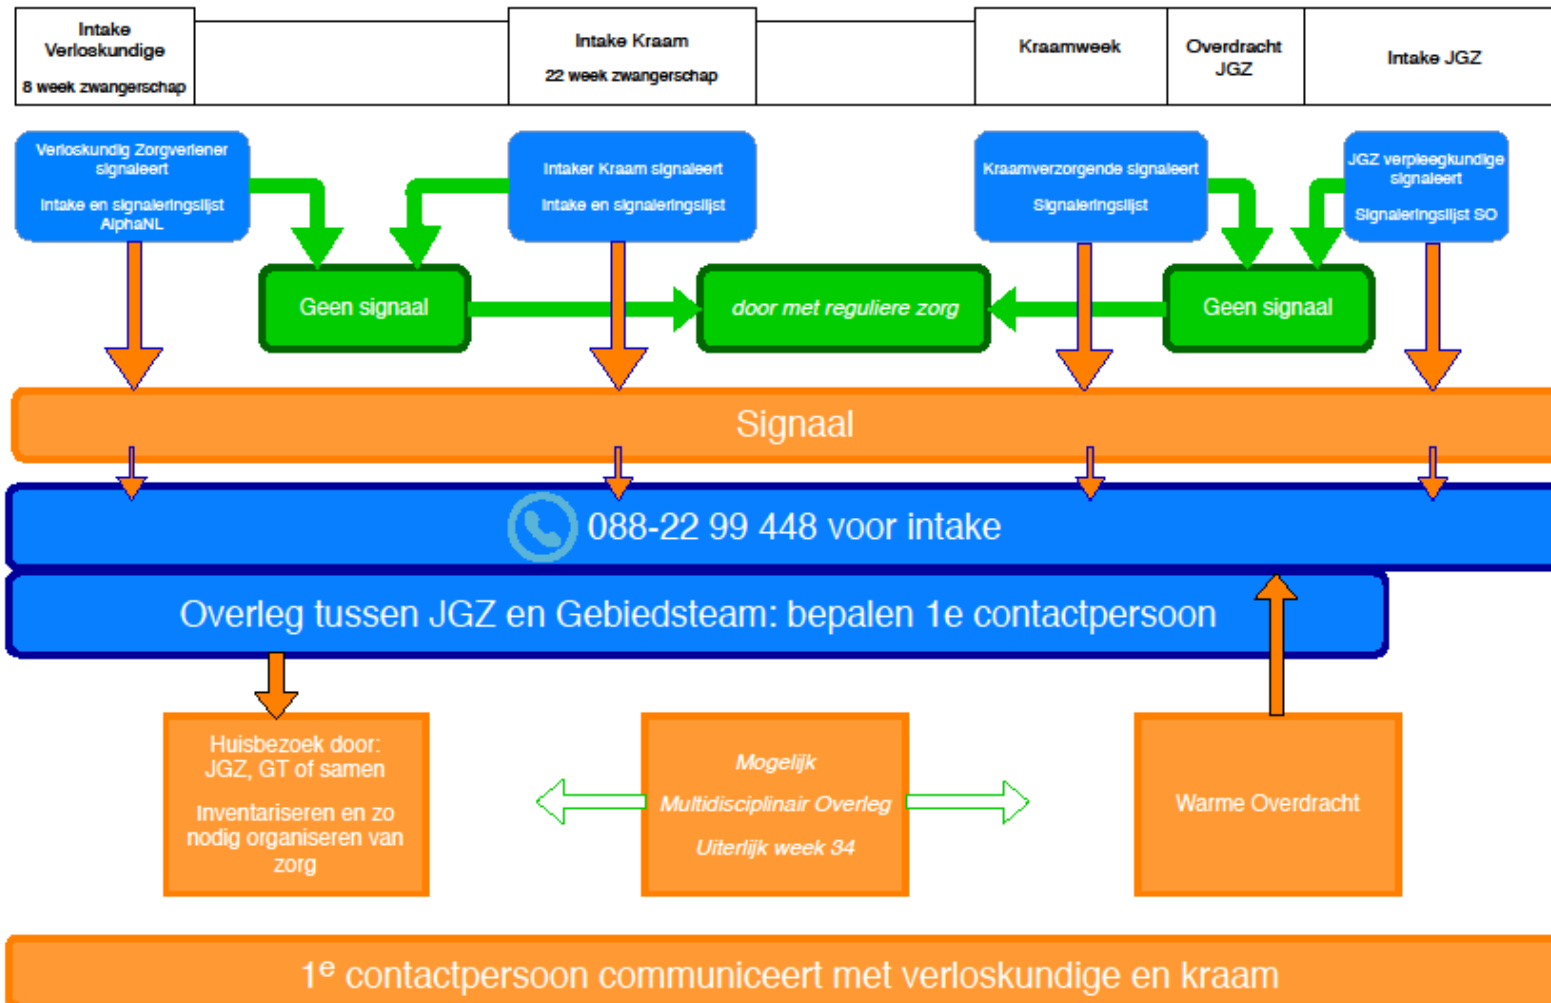 Intake
Verloskundige
8 week zwangerschap
Intake Kraam
22 week zwangerschap
Kraamweek
Overdracht
JGZ
Intake JGZ
Verloskundig Zorgverlener
signaleert
Intake en signaleringslijst
AlphaNL
Intaker Kraam signaleert
Intake en signaleringslijst
Kraamverzorgende signaleert
Signaleringslijst
JGZ verpleegkundige
signaleert
Signaleringslijst SO
Geen signaal
door met reguliere zorg
Geen signaal
Signaal
088-22 99 448 voor intake
Overleg tussen JGZ en Gebiedsteam: bepalen 1e contactpersoon
Huisbezoek door:
JGZ, GT of samen
Inventariseren en zo
nodig organiseren van
zorg
Mogelijk
Multidisciplinair Overleg
Uiterlijk week 34
Warme Overdracht
1e contactpersoon communiceert met verloskundige en kraam